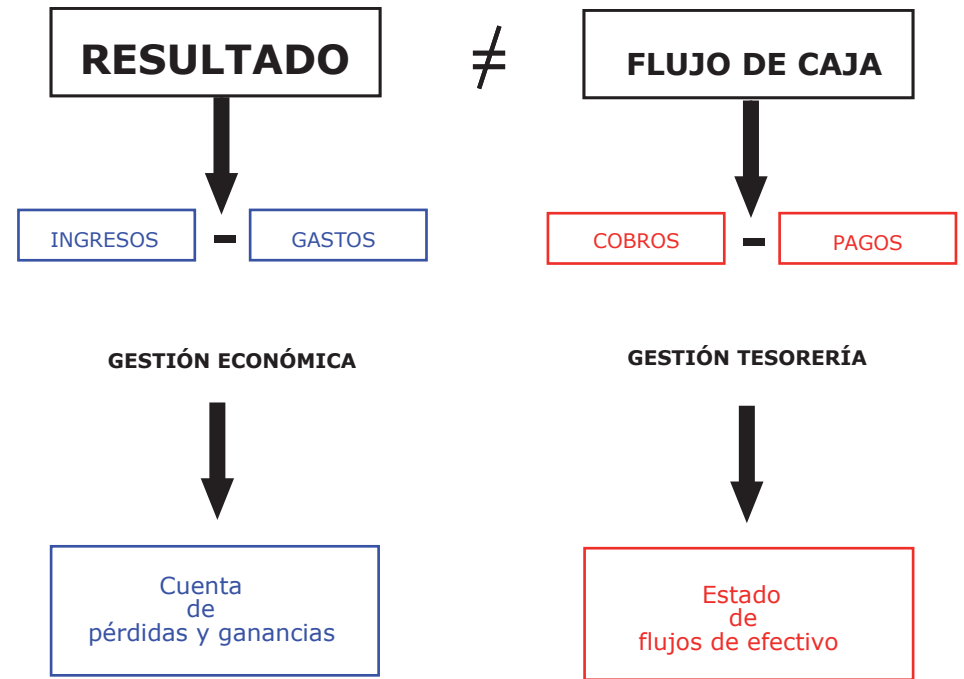 RESULTADO
≠
FLUJO DE CAJA
INGRESOS
-
GASTOS
COBROS
-
PAGOS
GESTIÓN ECONÓMICA
GESTIÓN TESORERÍA
Cuenta
de
pérdidas y ganancias
Estado
de
flujos de efectivo